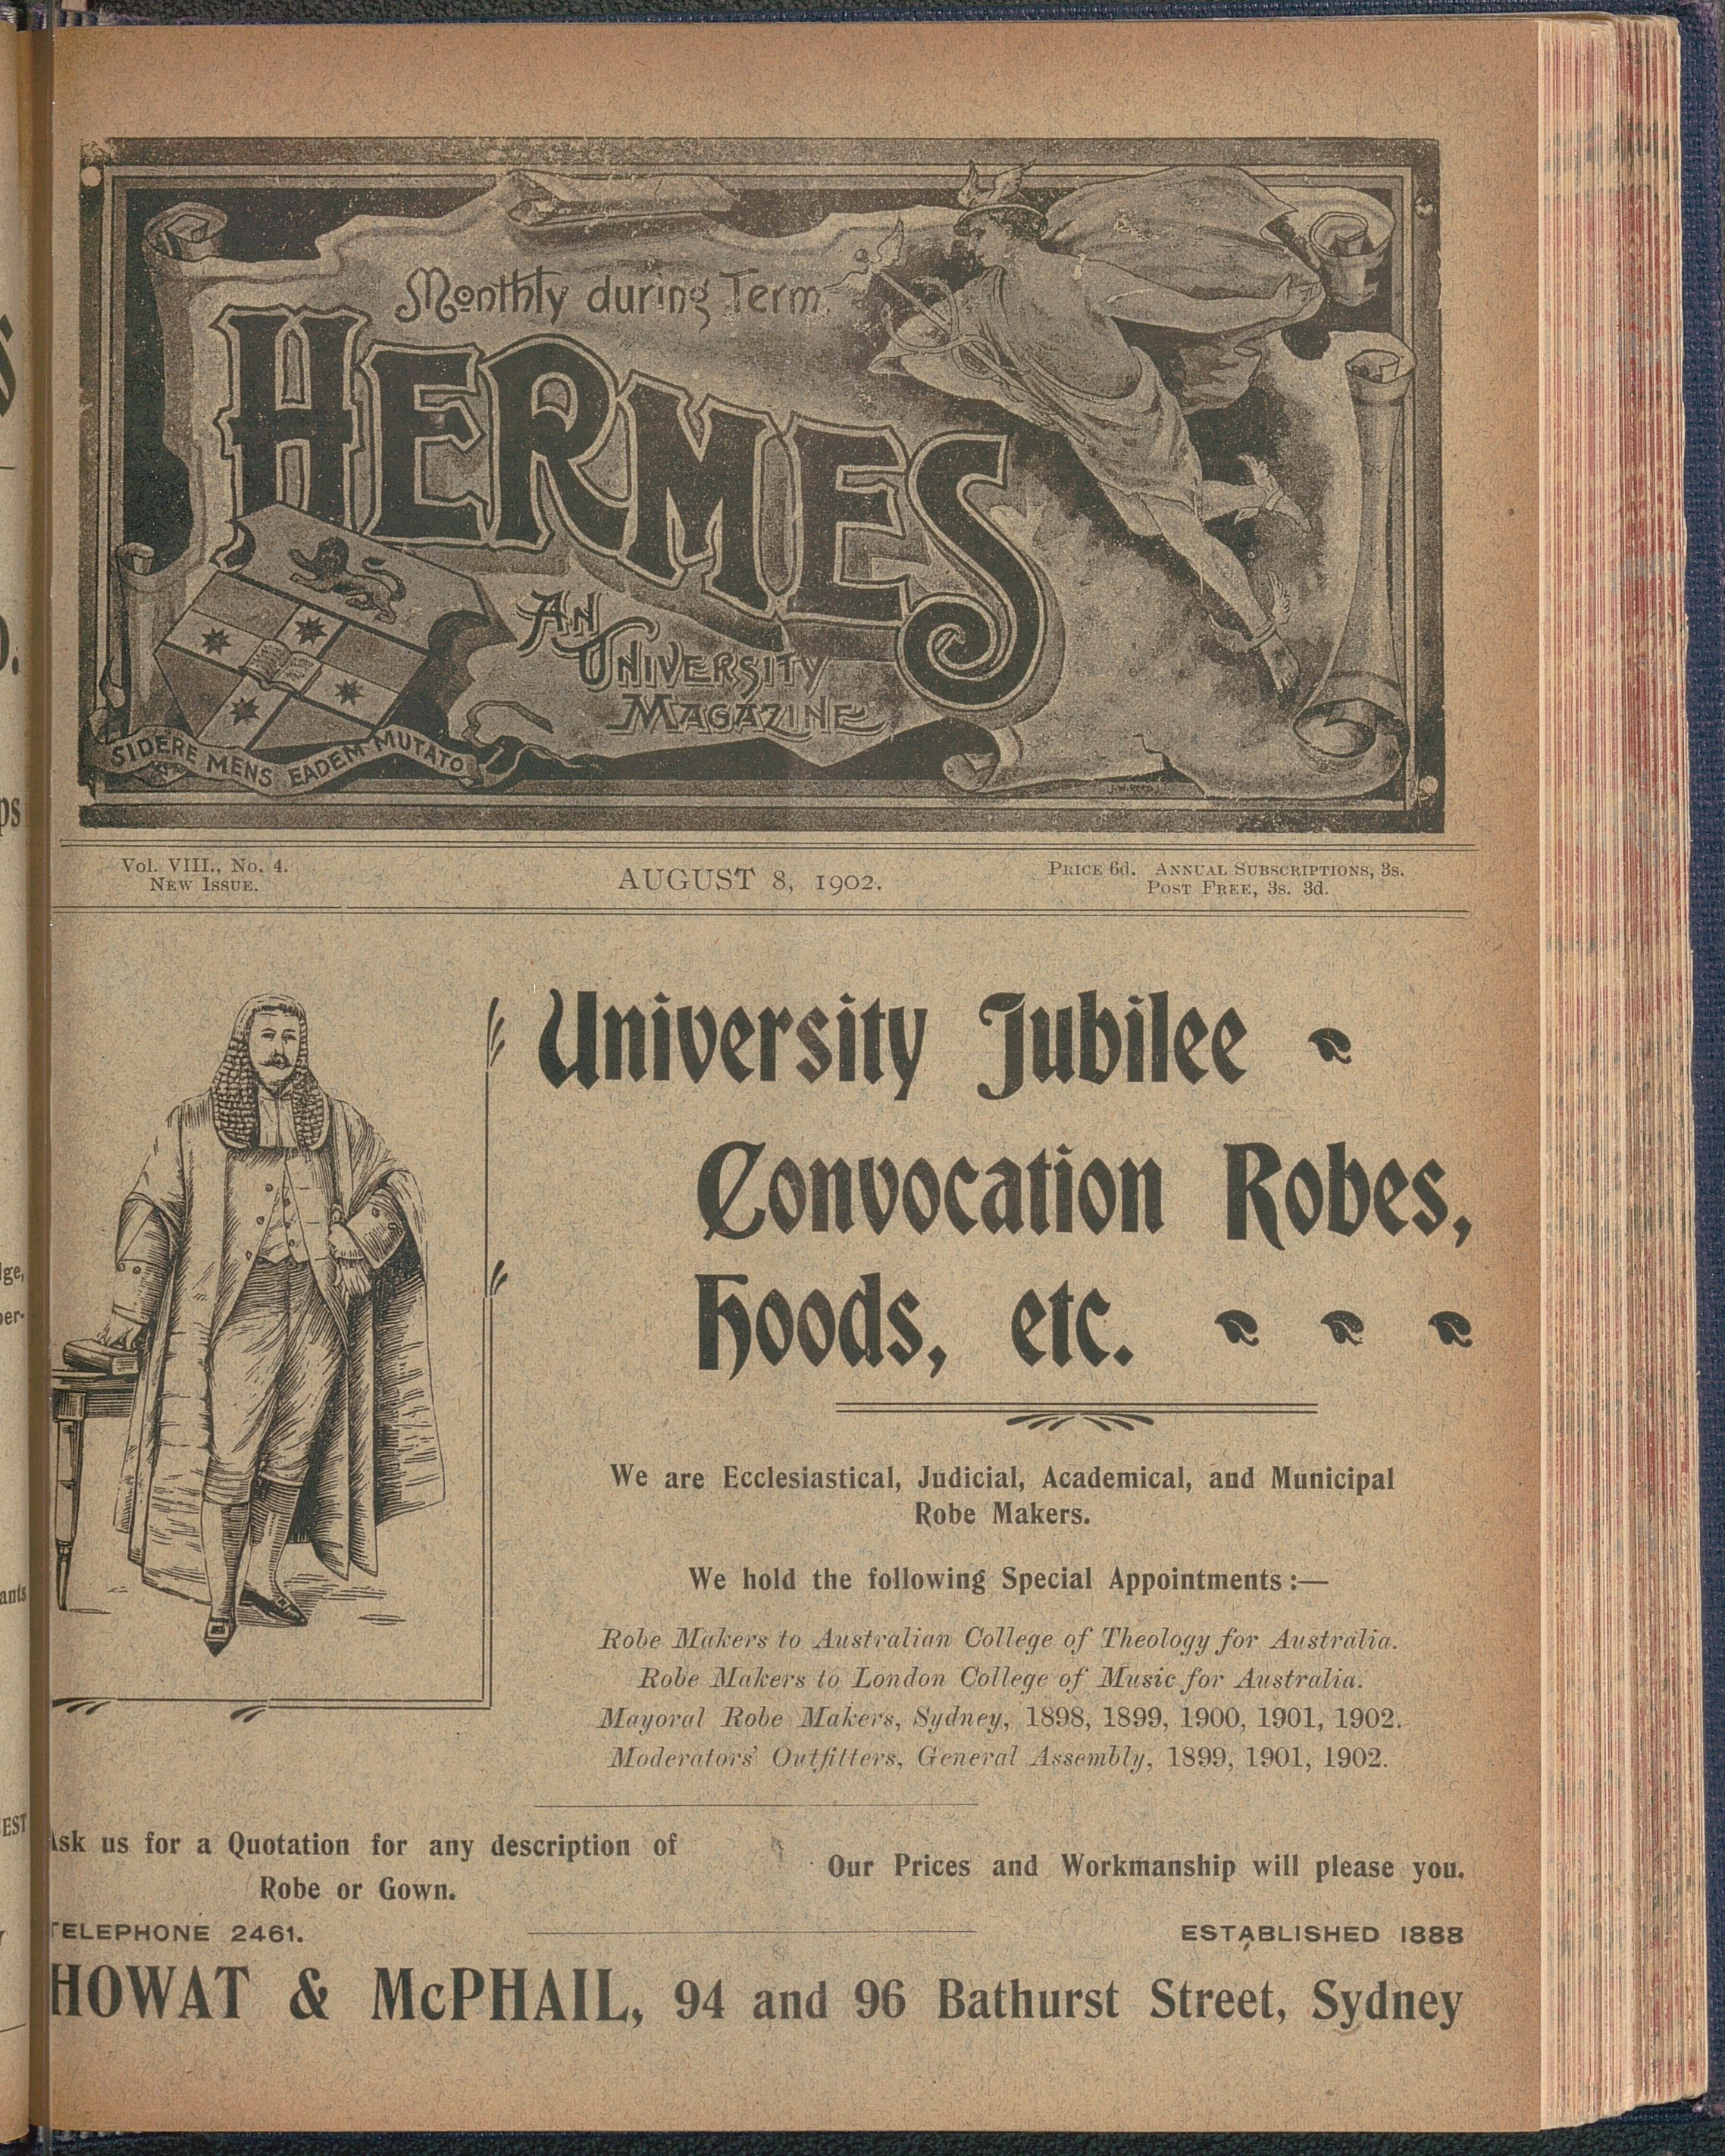 Monthly during Term.
HERMES
AN
UNIVERSITY
MAGAZINE
SIDERE MENS EADEM MUTATO
Vol. VIII., No. 4.
New Issue.
AUGUST 8, 1902.
Price 6d. Annual Subscriptions, 3s.
Post Free, 3s. 3d.
University Jubilee
Convocation Robes,
Hoods, etc.
We are Ecclesiastical, Judicial, Academical, and Municipal
Robe Makers.
We hold the following Special Appointments:—
Robe Makers to Australian College of Theology for Australia.
Robe Makers to London College of Music for Australia.
Mayoral Robe Makers, Sydney, 1898, 1899, 1900, 1901, 1902.
Moderators' Outfitters, General Assembly, 1899, 1901, 1902.
Ask us for a Quotation for any description of
Robe or Gown.
Our Prices and Workmanship will please you.
TELEPHONE 2461.
ESTABLISHED 1888
HOWAT & McPHAIL, 94 and 96 Bathurst Street, Sydney